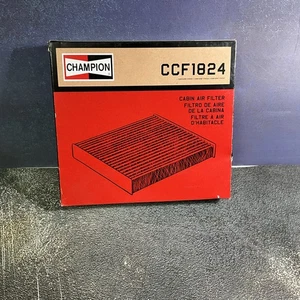 CHAMPION
CCF1824
CABIN AIR FILTER
FILTRO DE AIRE
DE LA CABINA
FILTRE A AIR
D'HABITACLE